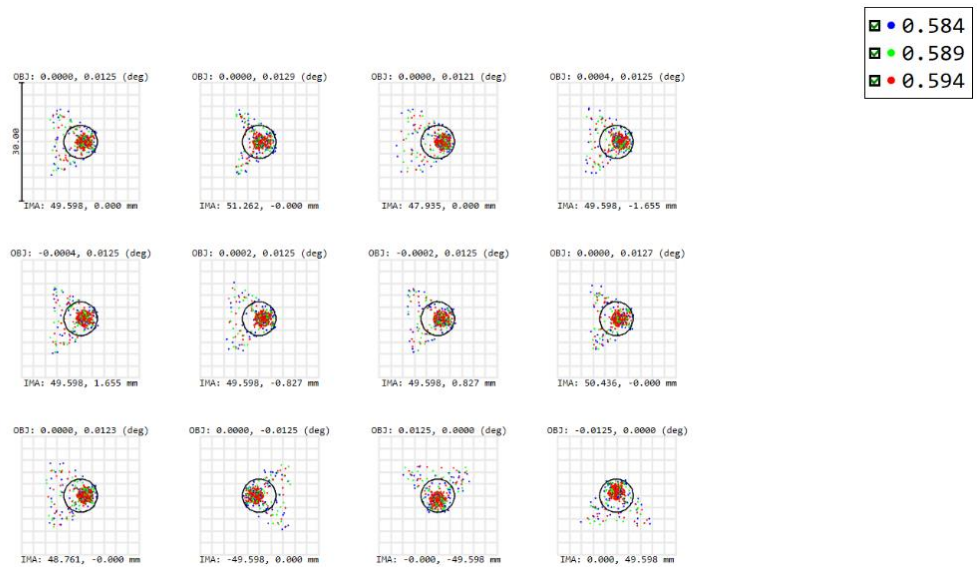 0.584
0.589
0.594
OBJ: 0.0000, 0.0125 (deg)
OBJ: 0.0000, 0.0129 (deg)
OBJ: 0.0000, 0.0121 (deg)
OBJ: 0.0004, 0.0125 (deg)
30.00
IMA: 49.598, 0.000 mm
IMA: 51.262, -0.000 mm
IMA: 47.935, 0.000 mm
IMA: 49.598, -1.655 mm
OBJ: -0.0004, 0.0125 (deg)
OBJ: 0.0002, 0.0125 (deg)
OBJ: -0.0002, 0.0125 (deg)
OBJ: 0.0000, 0.0127 (deg)
IMA: 49.598, 1.655 mm
IMA: 49.598, -0.827 mm
IMA: 49.598, 0.827 mm
IMA: 50.436, -0.000 mm
OBJ: 0.0000, 0.0123 (deg)
OBJ: 0.0000, -0.0125 (deg)
OBJ: 0.0125, 0.0000 (deg)
OBJ: -0.0125, 0.0000 (deg)
IMA: 48.761, -0.000 mm
IMA: -49.598, 0.000 mm
IMA: -0.000, -49.598 mm
IMA: 0.000, 49.598 mm